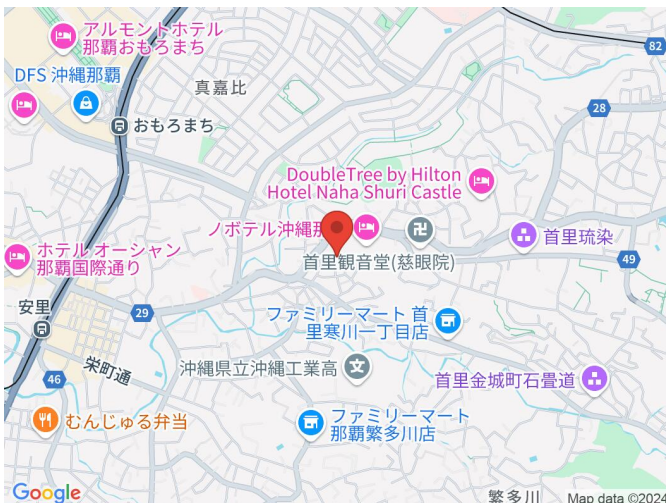 アルモントホテル
那覇おもろまち
82
DFS 沖縄那覇
真嘉比
28
おもろまち
DoubleTree by Hilton
Hotel Naha Shuri Castle
ノボテル沖縄那
首里琉染
ホテル オーシャン
那覇国際通り
首里観音堂(慈眼院)
49
安里
29
ファミリーマート 首
里寒川一丁目店
栄町通
沖縄県立沖縄工業高
46
首里金城町石畳道
むんじゅる弁当
ファミリーマート
那覇繁多川店
Google
繁多川
Map data ©2024